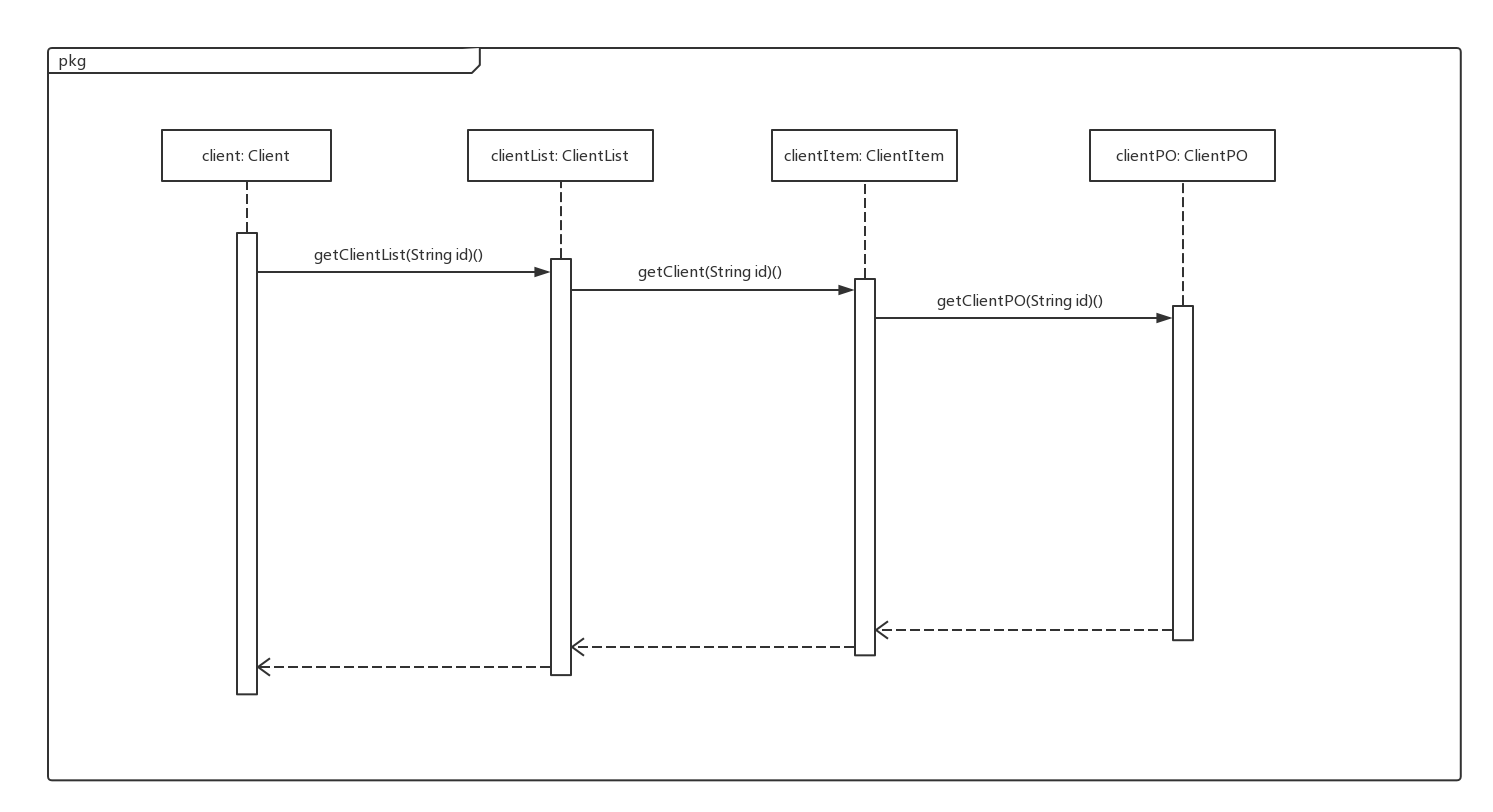 pkg
client: Client
clientList: ClientList
clientItem: ClientItem
clientPO: ClientPO
getClientList(String id)()
getClient(String id)()
getClientPO(String id)()